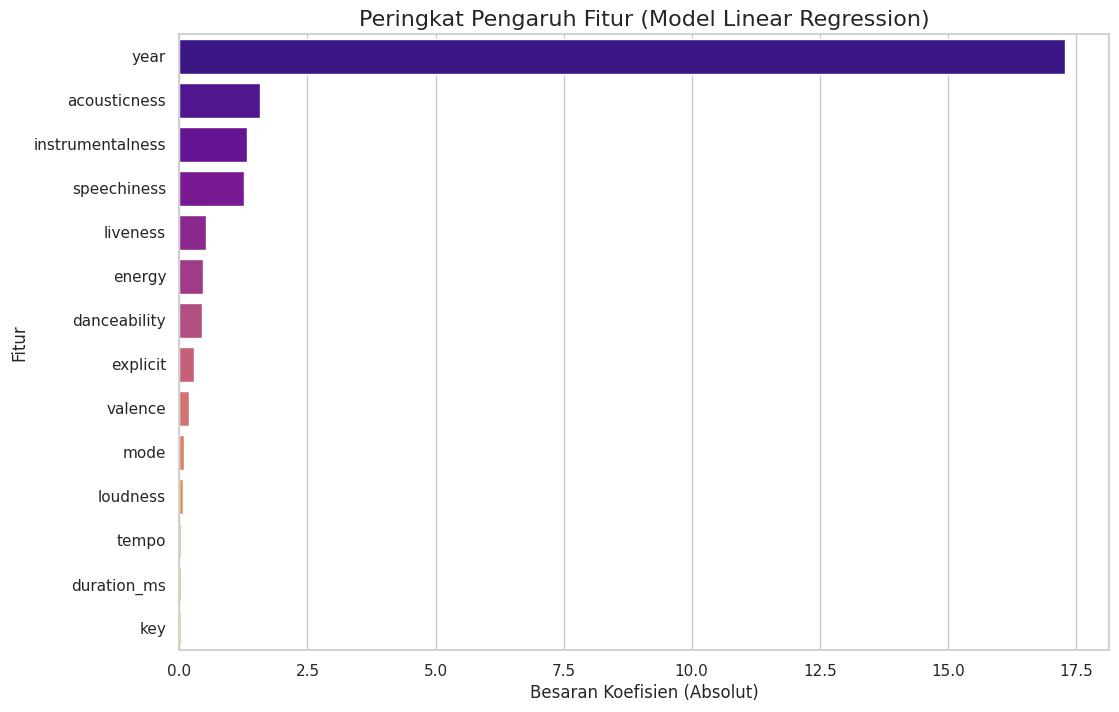 Peringkat Pengaruh Fitur (Model Linear Regression)
year
acousticness
instrumentalness
speechiness
liveness
energy
danceability
explicit
valence
mode
loudness
tempo
duration_ms
key
Fitur
0.0 2.5 5.0 7.5 10.0 12.5 15.0 17.5
Besaran Koefisien (Absolut)